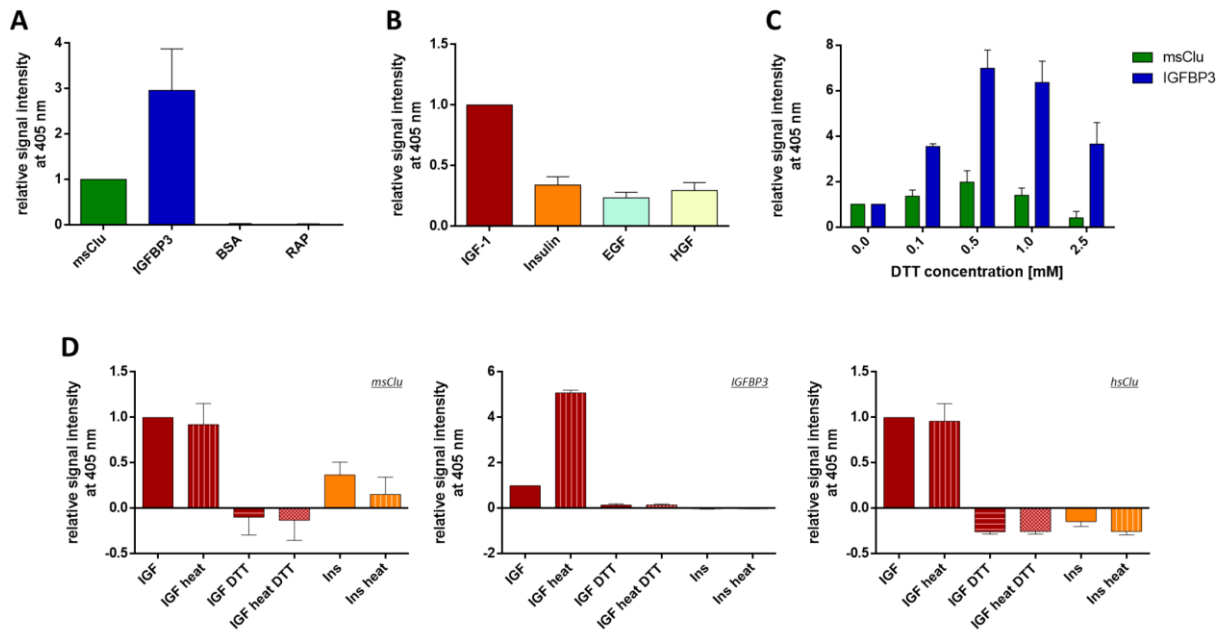 A
relative signal intensity
at 405 nm
4
3
2
1
0
msClu
IGFBP3
BSA
RAP
B
relative signal intensity
at 405 nm
1.5
1.0
0.5
0.0
IGF-1
Insulin
EGF
HGF
C
relative signal intensity
at 405 nm
8
6
4
2
0
0.0
0.1
0.5
1.0
2.5
DTT concentration [mM]
msClu
IGFBP3
D
relative signal intensity
at 405 nm
1.5
1.0
0.5
0.0
-0.5
msClu
IGF
IGF heat
IGF DTT
IGF heat DTT
Ins
Ins heat
relative signal intensity
at 405 nm
6
4
2
0
-2
IGFBP3
IGF
IGF heat
IGF DTT
IGF heat DTT
Ins
Ins heat
relative signal intensity
at 405 nm
1.5
1.0
0.5
0.0
-0.5
hsClu
IGF
IGF heat
IGF DTT
IGF heat DTT
Ins
Ins heat